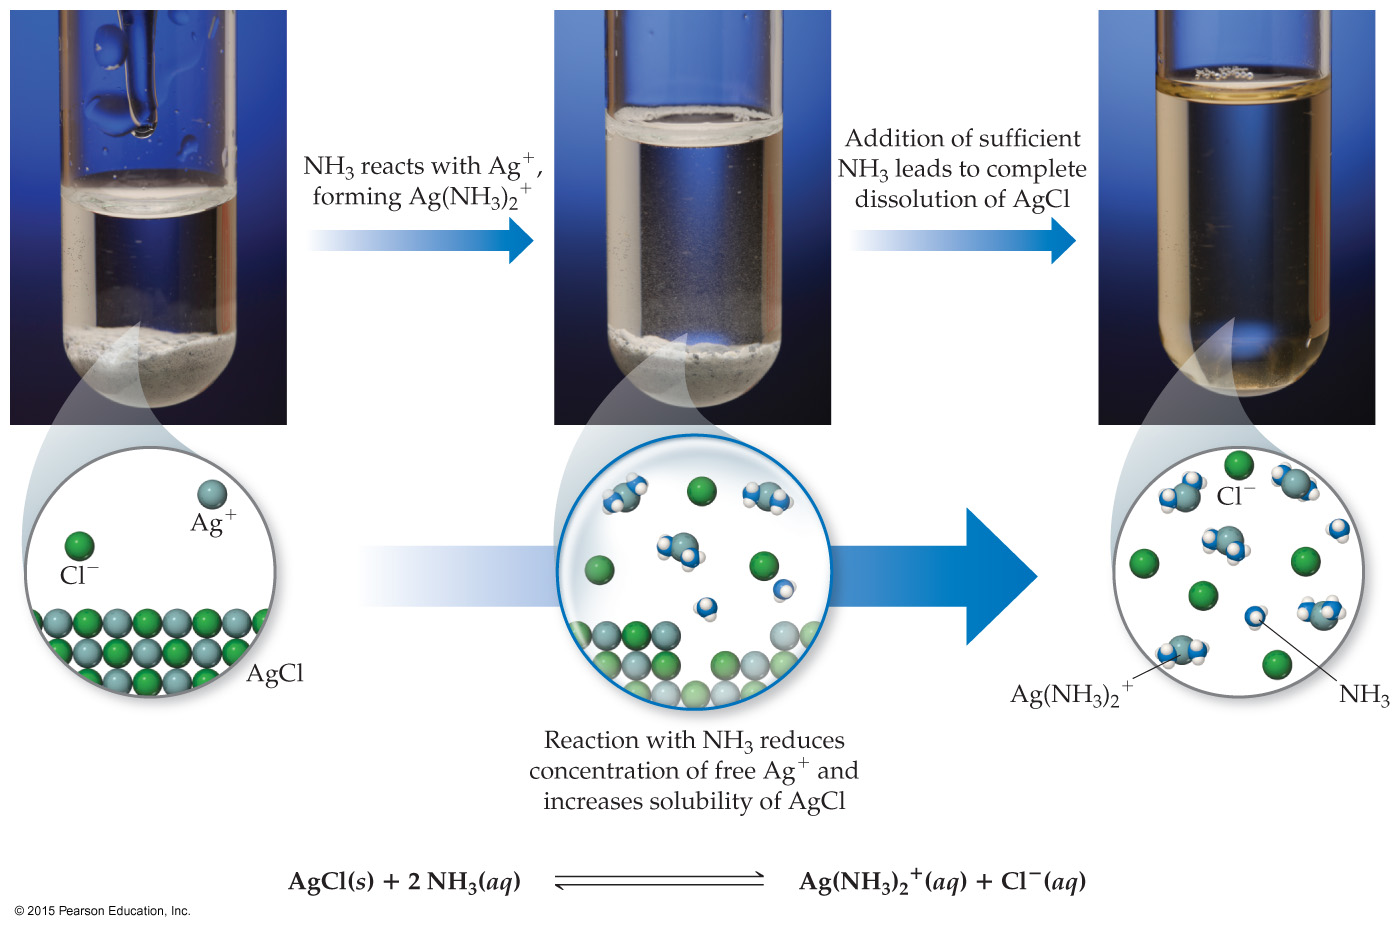 NH₃ reacts with Ag⁺,
forming Ag(NH₃)₂⁺
Addition of sufficient
NH₃ leads to complete
dissolution of AgCl
Ag⁺
Cl⁻
AgCl
Cl⁻
Ag(NH₃)₂⁺
NH₃
Reaction with NH₃ reduces
concentration of free Ag⁺ and
increases solubility of AgCl
AgCl(s) + 2 NH₃(aq) ⇌ Ag(NH₃)₂⁺(aq) + Cl⁻(aq)
© 2015 Pearson Education, Inc.